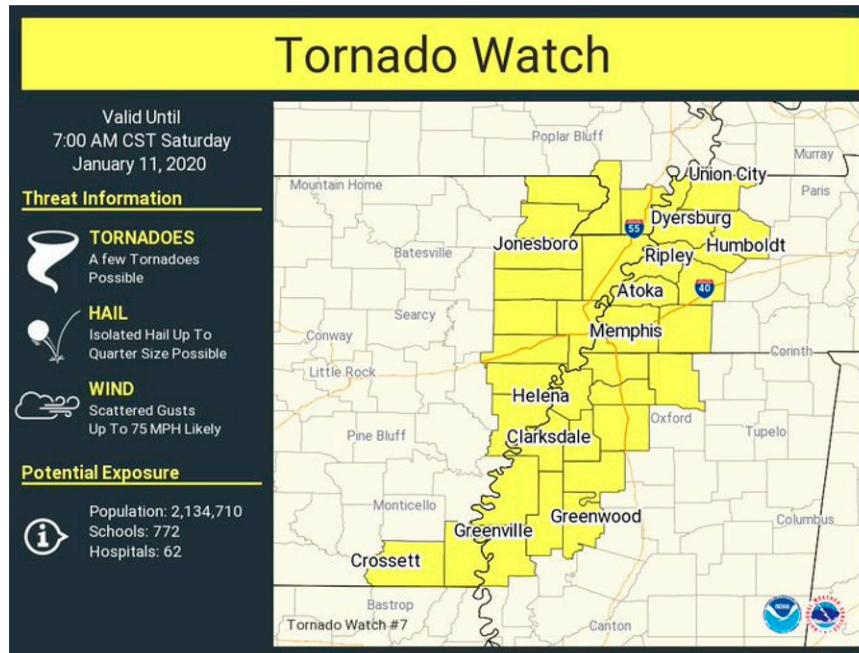 Tornado Watch
Valid Until
7:00 AM CST Saturday
January 11, 2020
Threat Information
TORNADOES
A few Tornadoes
Possible
HAIL
Isolated Hail Up To
Quarter Size Possible
WIND
Scattered Gusts
Up To 75 MPH Likely
Potential Exposure
Population: 2,134,710
Schools: 772
Hospitals: 62
Poplar Bluff
Murray
Mountain Home
Union City
Paris
Dyersburg
55
Jonesboro
Humboldt
Batesville
Ripley
Atoka
40
Searcy
Memphis
Conway
Corinth
Little Rock
Helena
Oxford
Tupelo
Pine Bluff
Clarksdale
Monticello
Greenwood
Columbus
Greenville
Crossett
Bastrop
Canton
Tornado Watch #7
NOAA